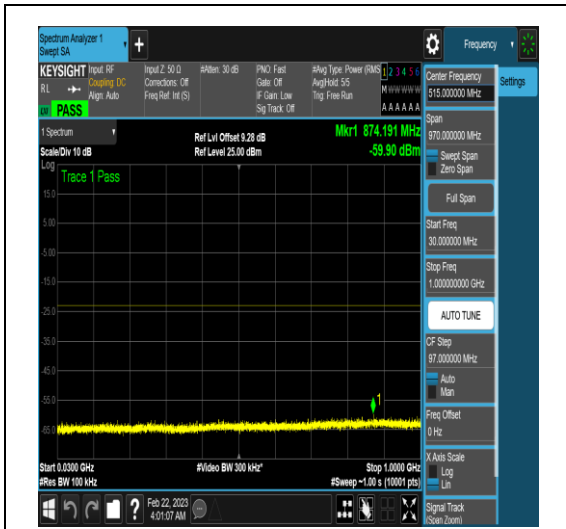 Spectrum Analyzer 1
Swept SA
+
Frequency
KEYSIGHT
RL
PASS
Input: RF
Coupling: DC
Align: Auto
Input Z: 50 Ω
Corrections: Off
Freq Ref: Int (S)
#Atten: 30 dB
PNO: Fast
Gate: Off
IF Gain: Low
Sig Track: Off
#Avg Type: Power (RMS)
Avg|Hold: 5/5
Trig: Free Run
1 2 3 4 5 6
M W W W W W
A A A A A A
1 Spectrum
Scale/Div 10 dB
Ref Lvl Offset 9.28 dB
Ref Level 25.00 dBm
Mkr1 874.191 MHz
-59.90 dBm
Log
Trace 1 Pass
15.0
5.00
-5.00
-15.0
-25.0
-35.0
-45.0
-55.0
-65.0
1
Start 0.0300 GHz
#Res BW 100 kHz
#Video BW 300 kHz*
Stop 1.0000 GHz
#Sweep ~1.00 s (10001 pts)
Feb 22, 2023
4:01:07 AM
Center Frequency
515.000000 MHz
Settings
Span
970.000000 MHz
Swept Span
Zero Span
Full Span
Start Freq
30.000000 MHz
Stop Freq
1.000000000 GHz
AUTO TUNE
CF Step
97.000000 MHz
Auto
Man
Freq Offset
0 Hz
X Axis Scale
Log
Lin
Signal Track
(Span Zoom)